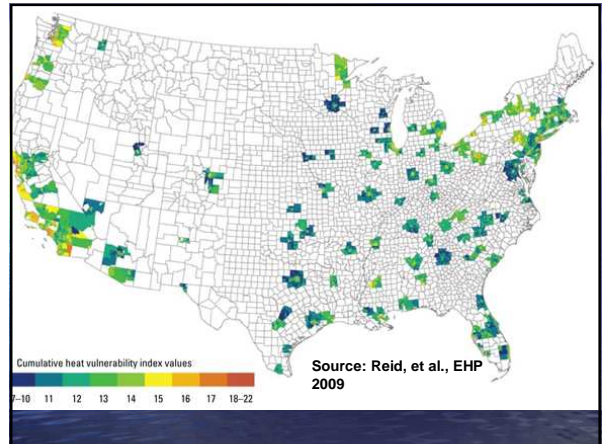 Cumulative heat vulnerability index values
7–10 11 12 13 14 15 16 17 18–22
Source: Reid, et al., EHP
2009